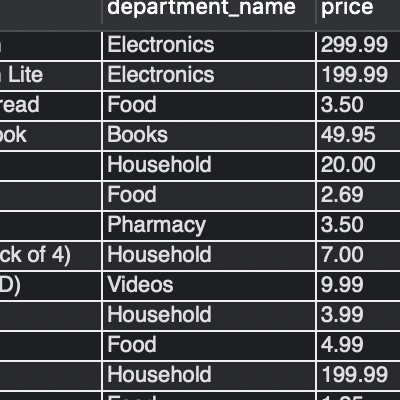 department_name price
Electronics 299.99
Lite Electronics 199.99
read Food 3.50
ook Books 49.95
Household 20.00
Food 2.69
Pharmacy 3.50
ck of 4) Household 7.00
D) Videos 9.99
Household 3.99
Food 4.99
Household 199.99